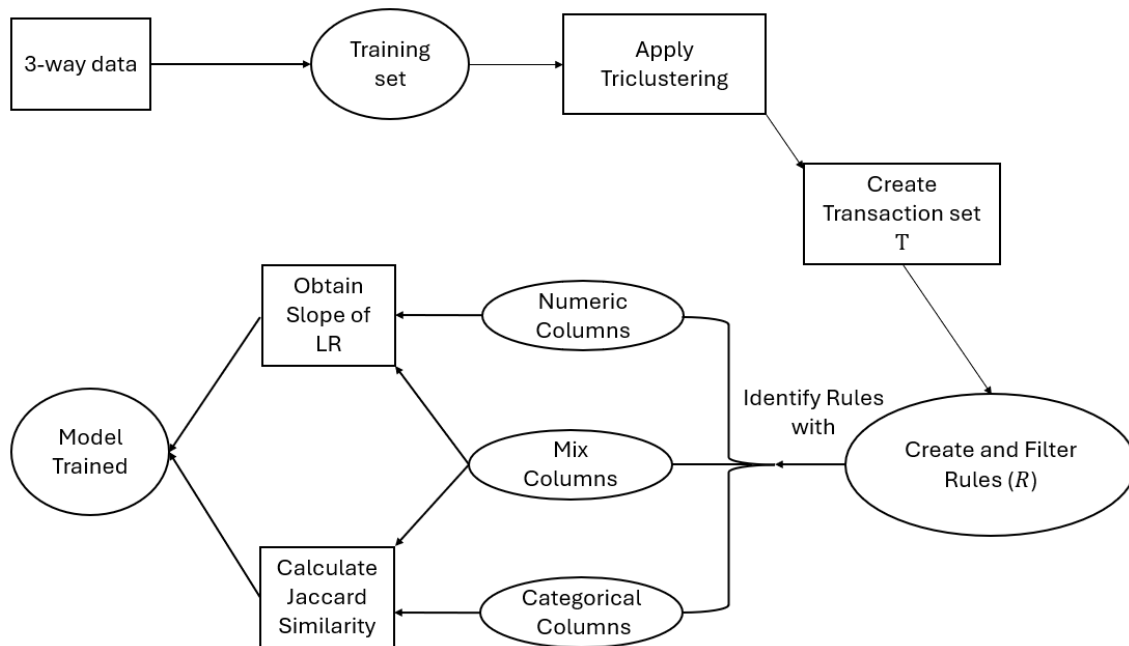 3-way data
Training
set
Apply
Triclustering
Create
Transaction set
T
Obtain
Slope of
LR
Numeric
Columns
Identify Rules
with
Model
Trained
Mix
Columns
Create and Filter
Rules (R)
Calculate
Jaccard
Similarity
Categorical
Columns